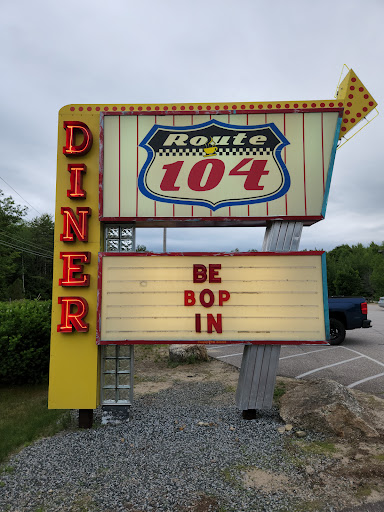 DINER
Route
104
BE
BOP
IN